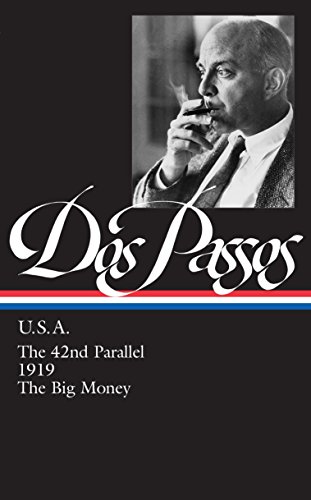 Dos Passos
U.S.A.
The 42nd Parallel
1919
The Big Money